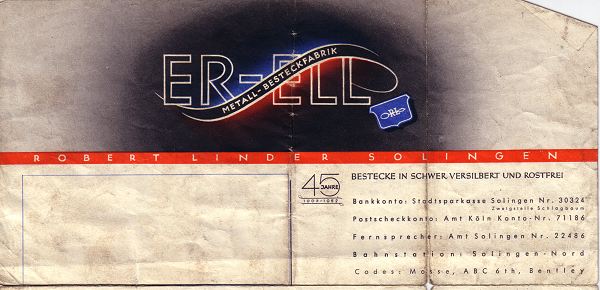 ER-ELL
METALL-BESTECKFABRIK
ROBERT LINDER SOLINGEN
45 JAHRE
BESTECKE IN SCHWER VERSILBERT UND ROSTFREI
Bankkonto: Stadtsparkasse Solingen Nr. 30324
Zweigstelle Schlagbaum
Postscheckkonto: Amt Köln Konto-Nr. 71186
Fernsprecher: Amt Solingen Nr. 22486
Bahnstation: Solingen-Nord
Codes: Mosse, ABC 6th, Bentley